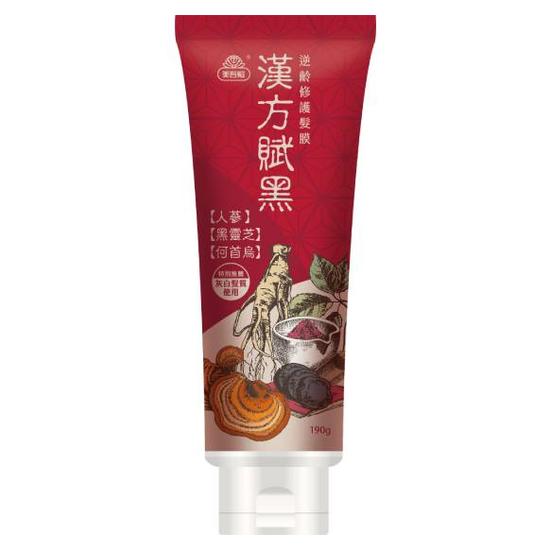 美吾髮
®
漢方賦黑
逆齡修護髮膜
【人蔘】
【黑靈芝】
【何首烏】
特別推薦
灰白髮質
使用
190g